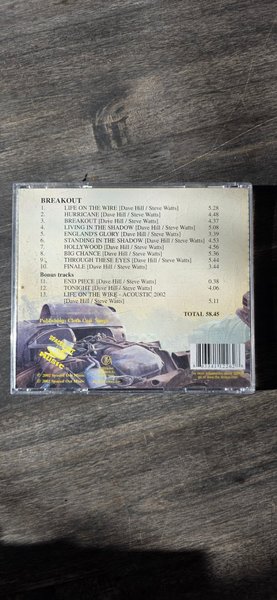 BREAKOUT
1. LIFE ON THE WIRE [Dave Hill / Steve Watts] 5.28
2. HURRICANE [Dave Hill / Steve Watts] 4.48
3. BREAKOUT [Dave Hill / Steve Watts] 4.37
4. LIVING IN THE SHADOW [Dave Hill / Steve Watts] 5.08
5. ENGLAND'S GLORY [Dave Hill / Steve Watts] 3.39
6. STANDING IN THE SHADOW [Dave Hill / Steve Watts] 4.53
7. HOLLYWOOD [Dave Hill / Steve Watts] 4.56
8. BIG CHANCE [Dave Hill / Steve Watts] 5.36
9. THROUGH THESE EYES [Dave Hill / Steve Watts] 5.44
10. FINALE [Dave Hill / Steve Watts] 3.44
Bonus tracks
11. END PIECE [Dave Hill / Steve Watts] 0.58
12. TONIGHT [Dave Hill / Steve Watts] 4.06
13. LIFE ON THE WIRE - ACOUSTIC 2002
[Dave Hill / Steve Watts] 5.11
TOTAL 58.45